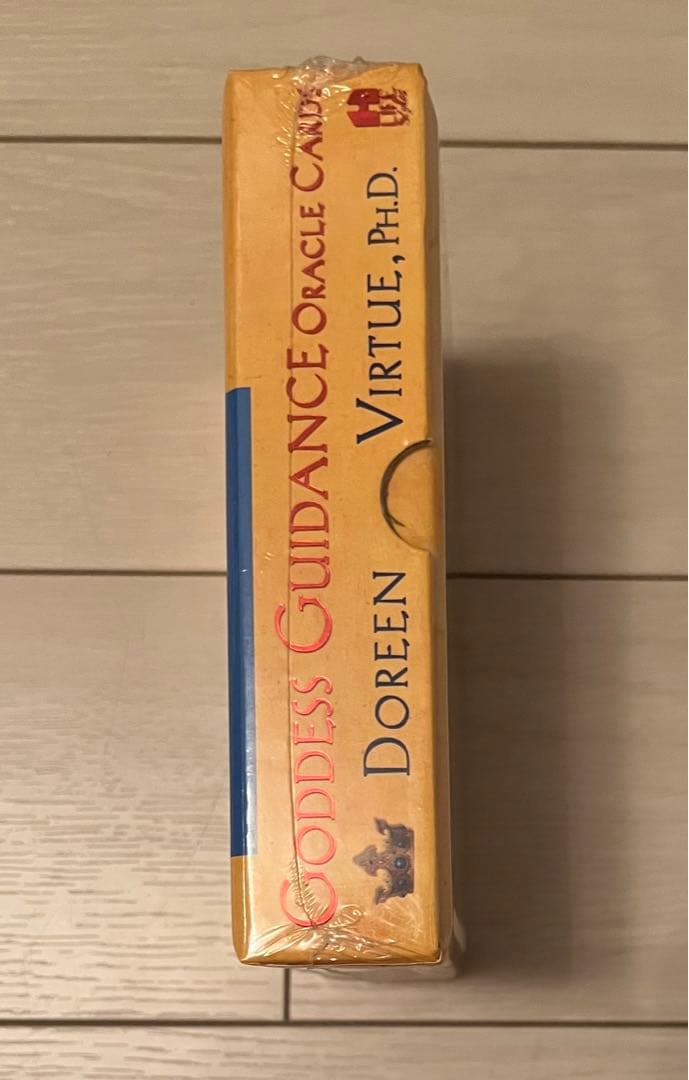 GODDESS GUIDANCE ORACLE CARDS
DOREEN VIRTUE, PH.D.